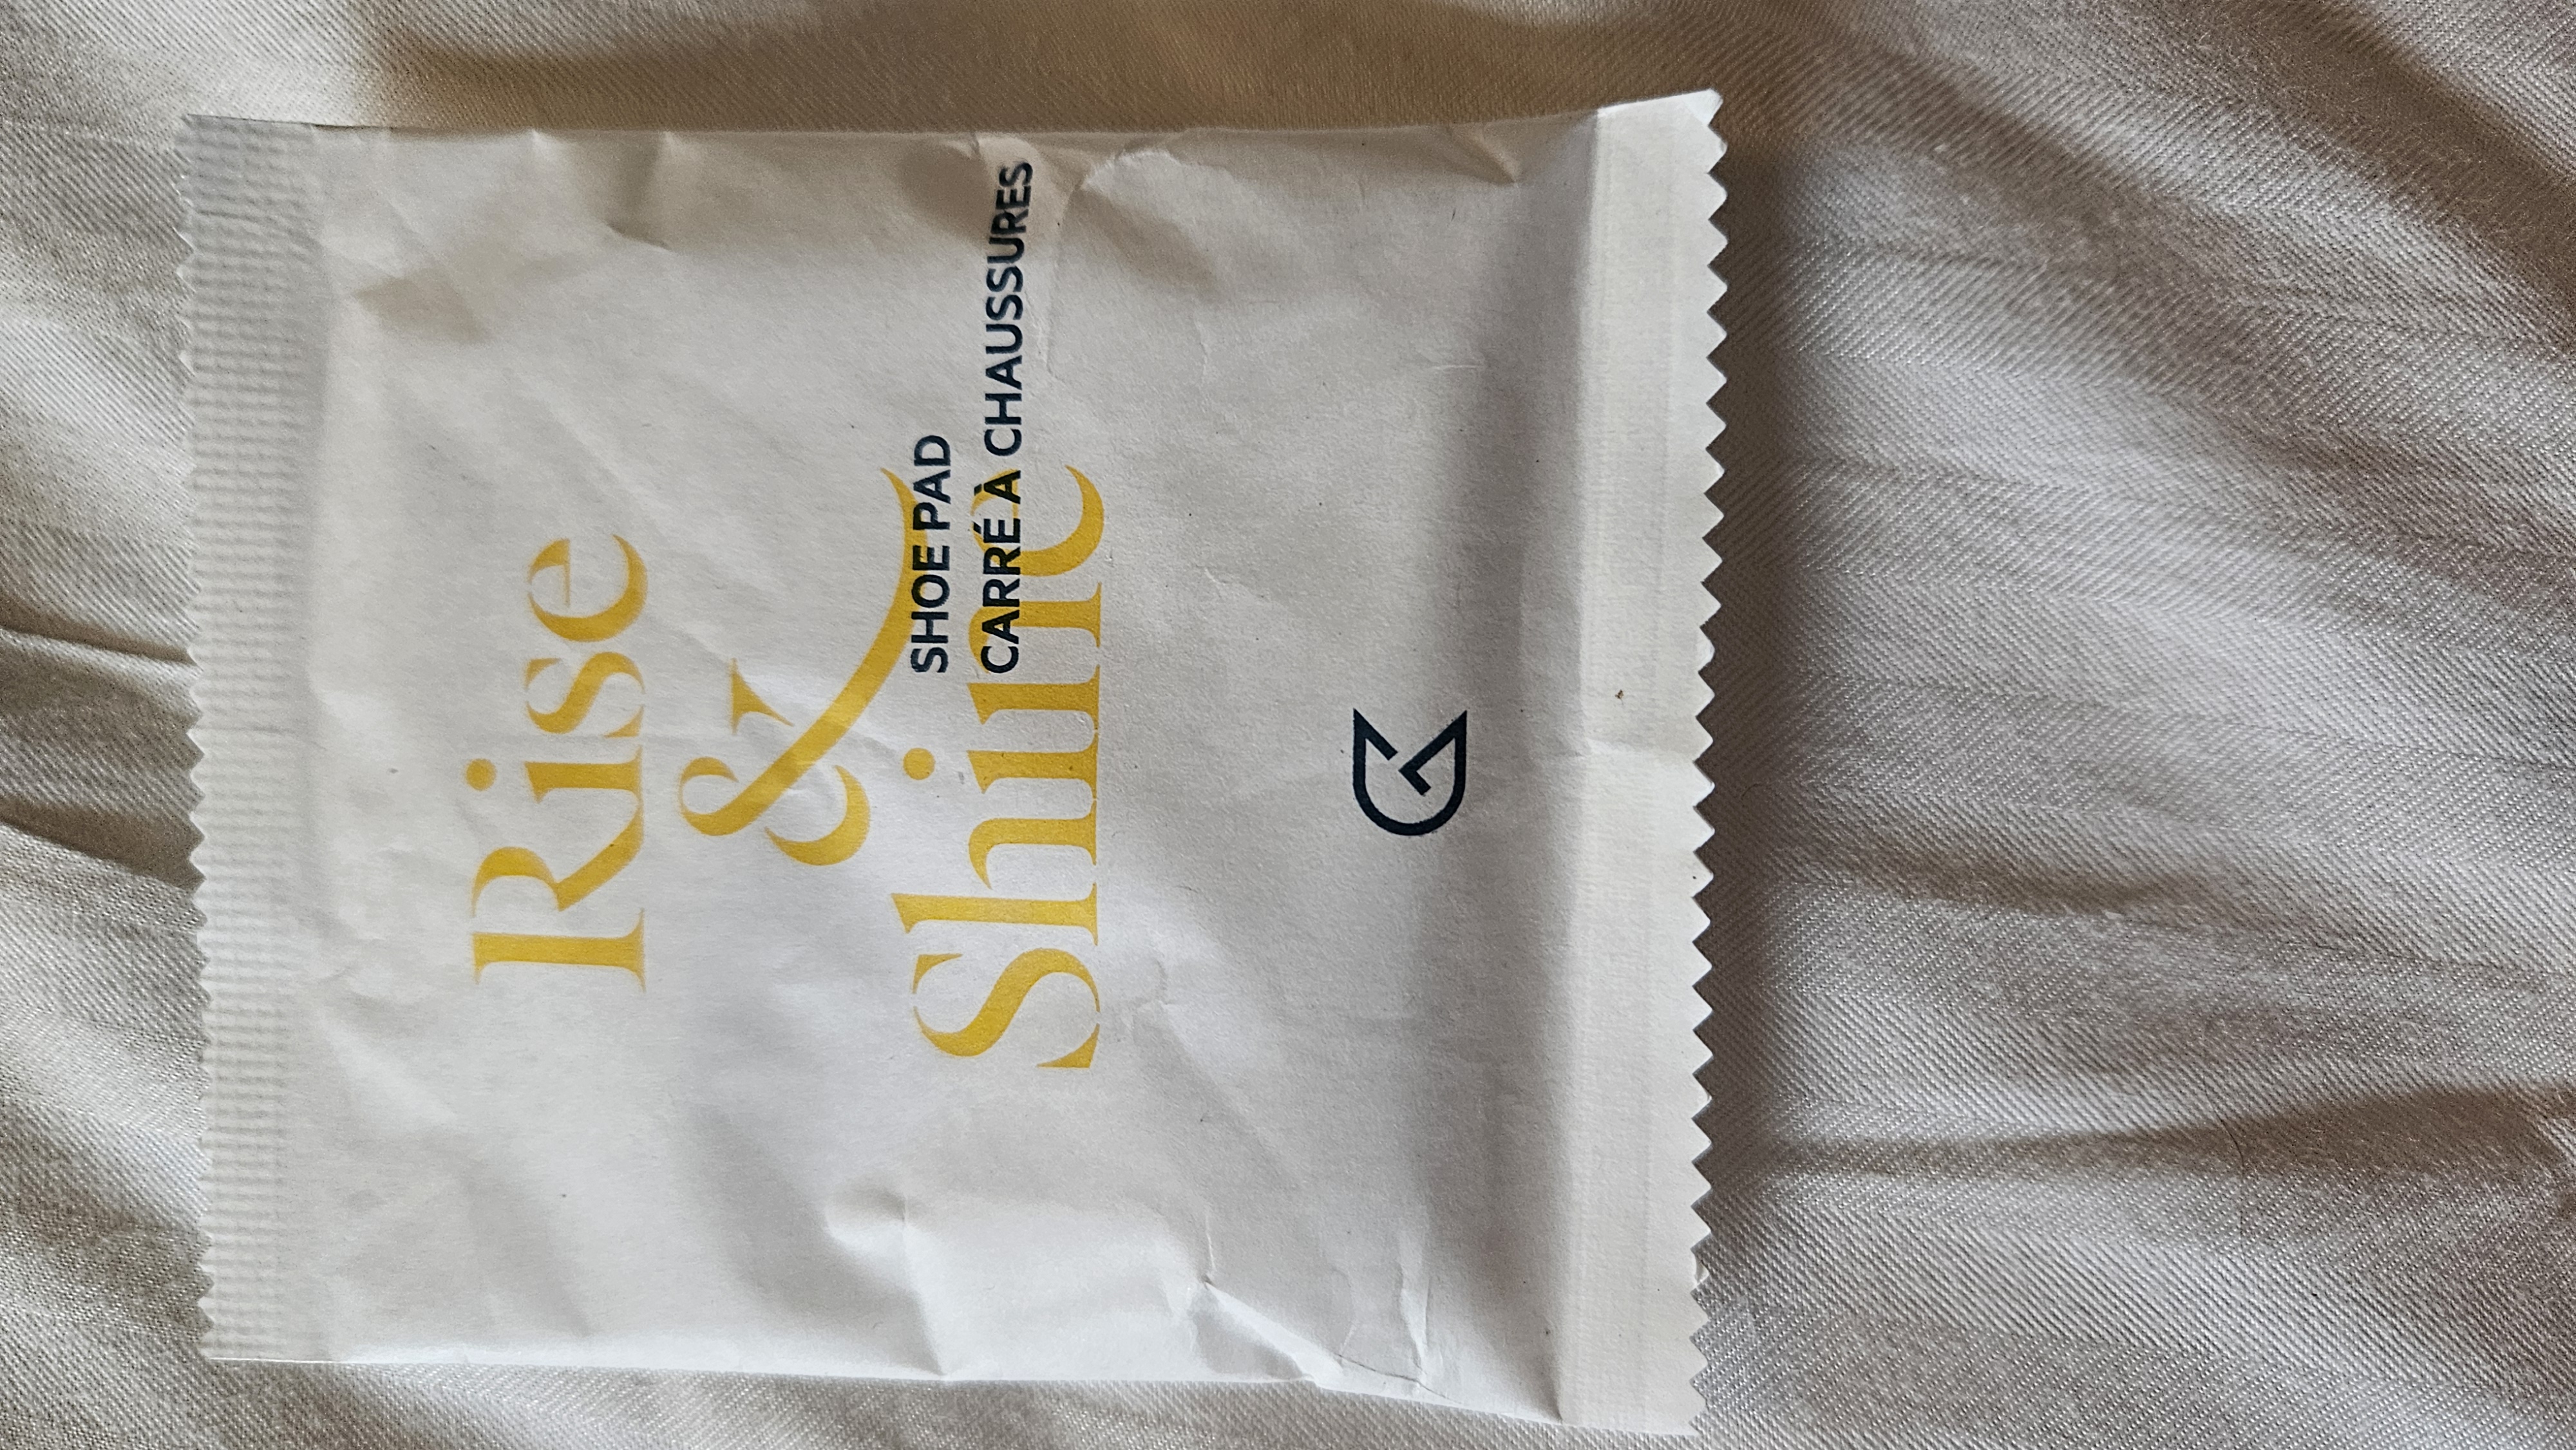 Rise
&
Shine
SHOE PAD
CARRÉ À CHAUSSURES